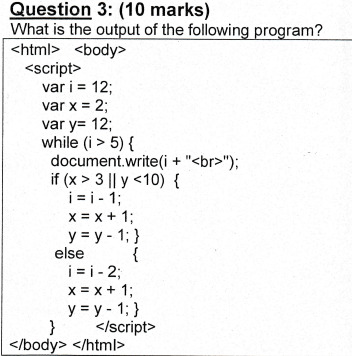 Question 3: (10 marks)
What is the output of the following program?
<html> <body>
<script>
var i = 12;
var x = 2;
var y= 12;
while (i > 5) {
document.write(i + "<br>");
if (x > 3 || y <10) {
i = i - 1;
x = x + 1;
y = y - 1; }
else {
i = i - 2;
x = x + 1;
y = y - 1; }
} </script>
</body> </html>